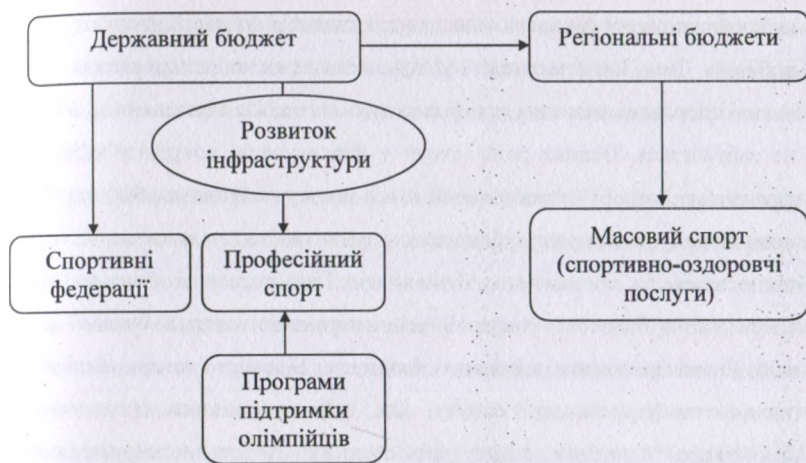 Державний бюджет
Регіональні бюджети
Розвиток
інфраструктури
Спортивні
федерації
Професійний
спорт
Масовий спорт
(спортивно-оздоровчі
послуги)
Програми
підтримки
олімпійців